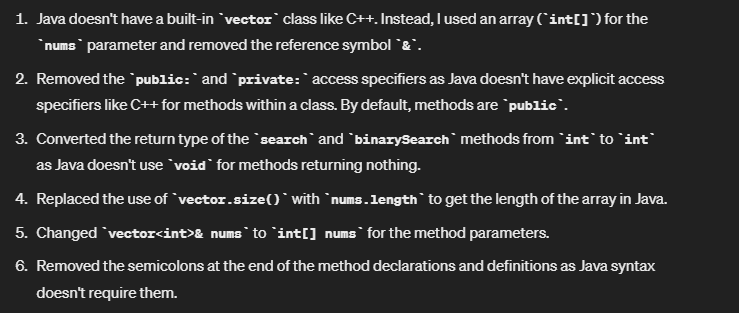 1. Java doesn't have a built-in `vector` class like C++. Instead, I used an array (`int[]`) for the
`nums` parameter and removed the reference symbol `&`.
2. Removed the `public:` and `private:` access specifiers as Java doesn't have explicit access
specifiers like C++ for methods within a class. By default, methods are `public`.
3. Converted the return type of the `search` and `binarySearch` methods from `int` to `int`
as Java doesn't use `void` for methods returning nothing.
4. Replaced the use of `vector.size()` with `nums.length` to get the length of the array in Java.
5. Changed `vector<int>& nums` to `int[] nums` for the method parameters.
6. Removed the semicolons at the end of the method declarations and definitions as Java syntax
doesn't require them.